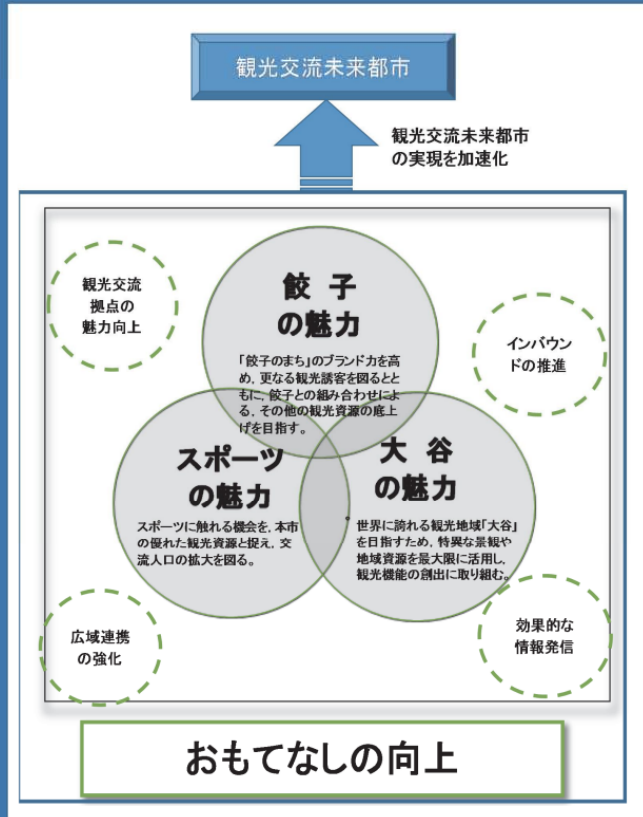 観光交流未来都市
観光交流未来都市
の実現を加速化
観光交流
拠点の
魅力向上
餃子
の魅力
「餃子のまち」のブランド力を高
め，更なる観光誘客を図るとと
もに，餃子との組み合わせによ
る，その他の観光資源の底上
げを目指す。
インバウン
ドの推進
スポーツ
の魅力
スポーツに触れる機会を，本市
の優れた観光資源と捉え，交
流人口の拡大を図る。
大谷
の魅力
世界に誇れる観光地域「大谷」
を目指すため，特異な景観や
地域資源を最大限に活用し，
観光機能の創出に取り組む。
広域連携
の強化
効果的な
情報発信
おもてなしの向上